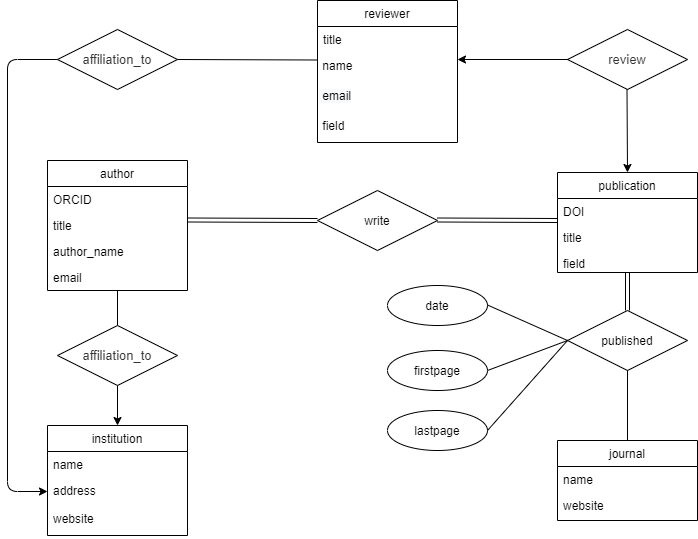 reviewer
title
name
email
field
affiliation_to
review
author
ORCID
title
author_name
email
write
publication
DOI
title
field
date
firstpage
lastpage
published
affiliation_to
institution
name
address
website
journal
name
website